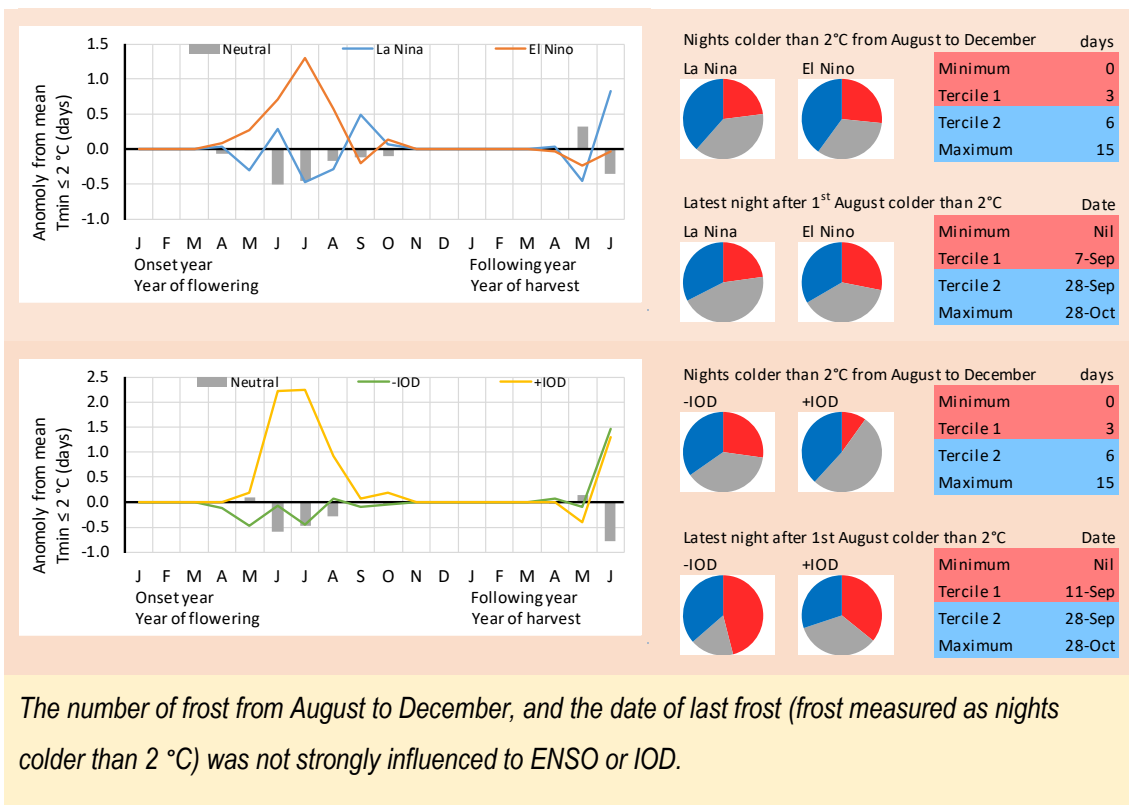 Neutral La Nina El Nino
1.5
1.0
0.5
0.0
-0.5
-1.0
Anomoly from mean
Tmin ≤ 2 °C (days)
J F M A M J J A S O N D J F M A M J
Onset year Following year
Year of flowering Year of harvest
Nights colder than 2°C from August to December days
La Nina El Nino
Minimum 0
Tercile 1 3
Tercile 2 6
Maximum 15
Latest night after 1st August colder than 2°C Date
La Nina El Nino
Minimum Nil
Tercile 1 7-Sep
Tercile 2 28-Sep
Maximum 28-Oct
Neutral -IOD +IOD
2.5
2.0
1.5
1.0
0.5
0.0
-0.5
-1.0
Anomoly from mean
Tmin ≤ 2 °C (days)
J F M A M J J A S O N D J F M A M J
Onset year Following year
Year of flowering Year of harvest
Nights colder than 2°C from August to December days
-IOD +IOD
Minimum 0
Tercile 1 3
Tercile 2 6
Maximum 15
Latest night after 1st August colder than 2°C Date
-IOD +IOD
Minimum Nil
Tercile 1 11-Sep
Tercile 2 28-Sep
Maximum 28-Oct
The number of frost from August to December, and the date of last frost (frost measured as nights
colder than 2 °C) was not strongly influenced to ENSO or IOD.